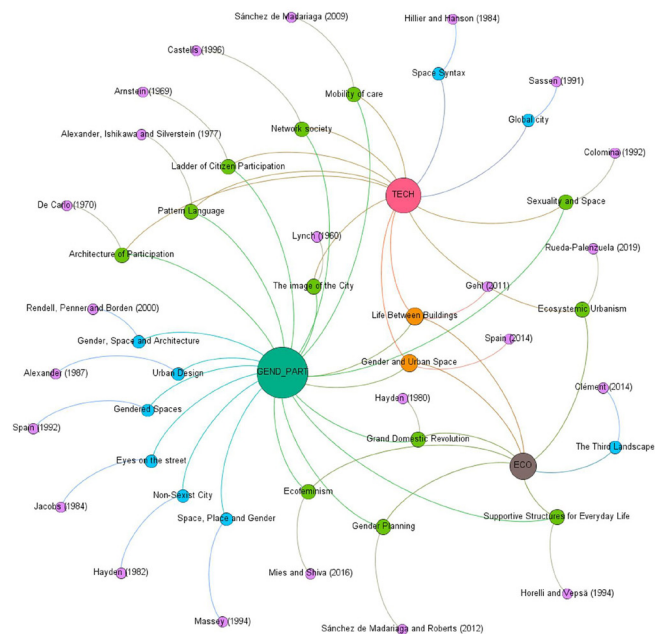 Sánchez de Madariaga (2009)
Hillier and Hanson (1984)
Castells (1996)
Space Syntax
Sassen (1991)
Arnstein (1969)
Mobility of care
Global city
Alexander, Ishikawa and Silverstein (1977)
Network society
Colomina (1992)
Ladder of Citizen Participation
TECH
De Carlo (1970)
Pattern Language
Sexuality and Space
Lynch (1960)
Rueda-Palenzuela (2019)
Architecture of Participation
The image of the City
Gehl (2011)
Rendell, Penner and Borden (2000)
Life Between Buildings
Ecosystemic Urbanism
Gender, Space and Architecture
Spain (2014)
Alexander (1987)
Urban Design
GEND_PART
Gender and Urban Space
Clément (2014)
Gendered Spaces
Hayden (1980)
Spain (1992)
Grand Domestic Revolution
The Third Landscape
Eyes on the street
ECO
Non-Sexist City
Ecofeminism
Jacobs (1984)
Space, Place and Gender
Gender Planning
Supportive Structures for Everyday Life
Hayden (1982)
Mies and Shiva (2016)
Horelli and Vepsä (1994)
Massey (1994)
Sánchez de Madariaga and Roberts (2012)